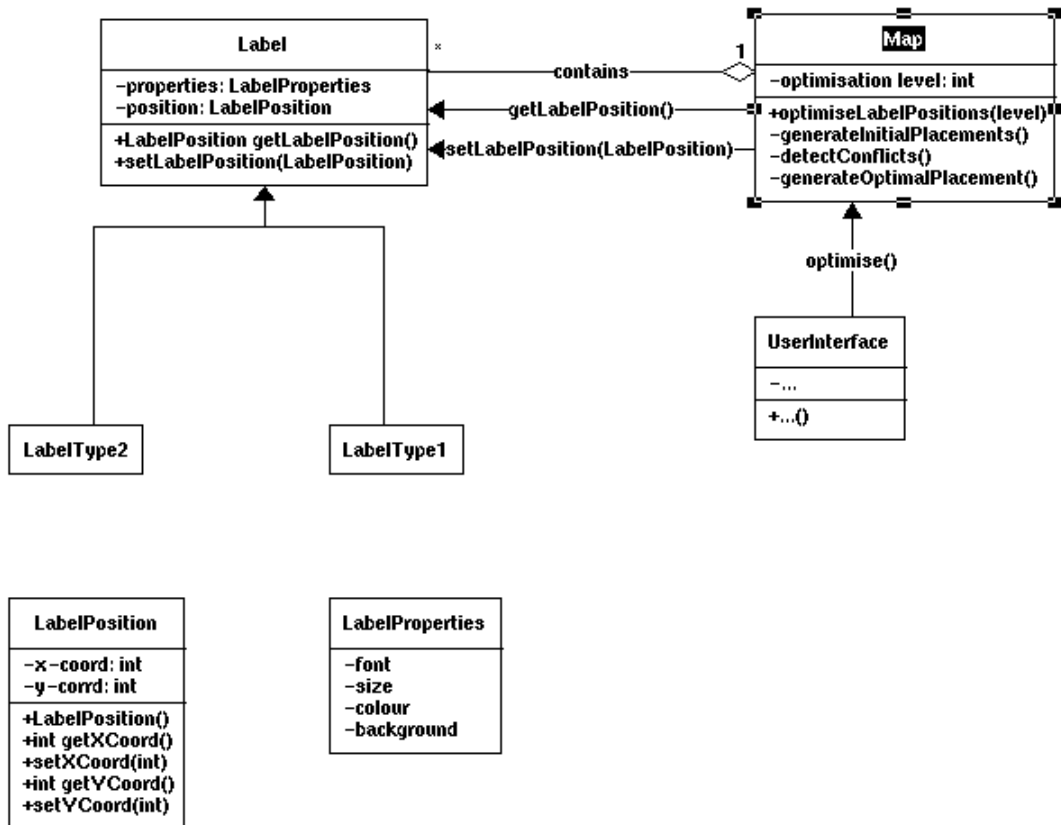 Label
-properties: LabelProperties
-position: LabelPosition
+LabelPosition getLabelPosition()
+setLabelPosition(LabelPosition)
*
1
contains
getLabelPosition()
setLabelPosition(LabelPosition)
Map
-optimisation level: int
+optimiseLabelPositions(level)
-generateInitialPlacements()
-detectConflicts()
-generateOptimalPlacement()
optimise()
UserInterface
-...
+...()
LabelType2
LabelType1
LabelPosition
-x-coord: int
-y-corrd: int
+LabelPosition()
+int getXCoord()
+setXCoord(int)
+int getYCoord()
+setYCoord(int)
LabelProperties
-font
-size
-colour
-background